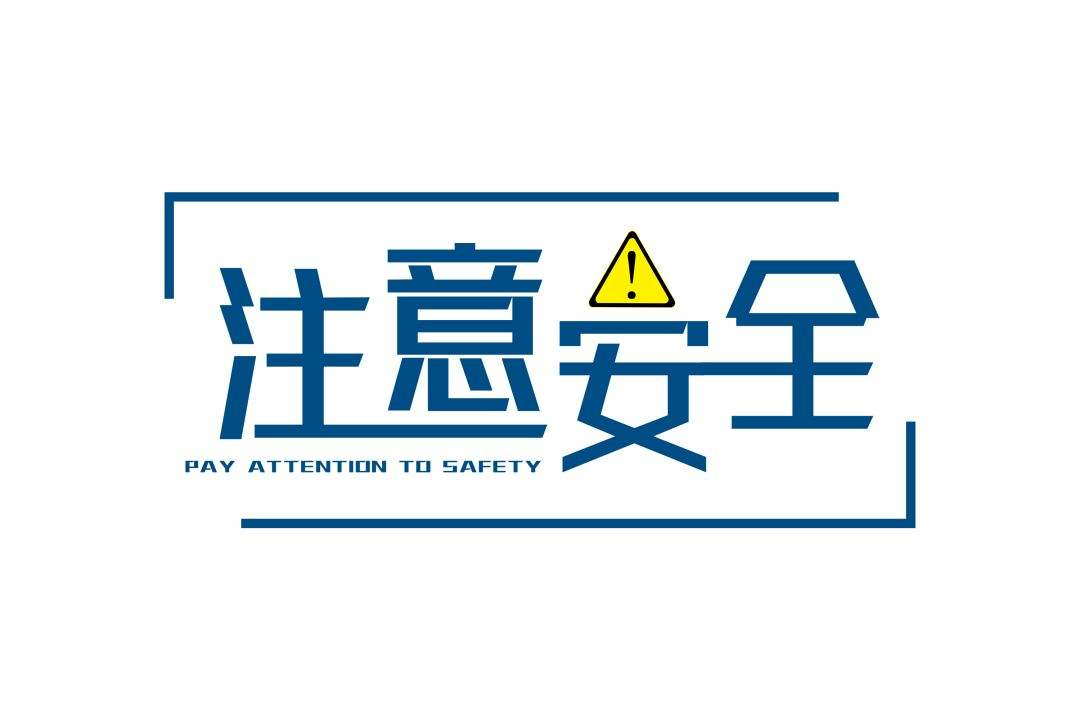 注意安全
PAY ATTENTION TO SAFETY